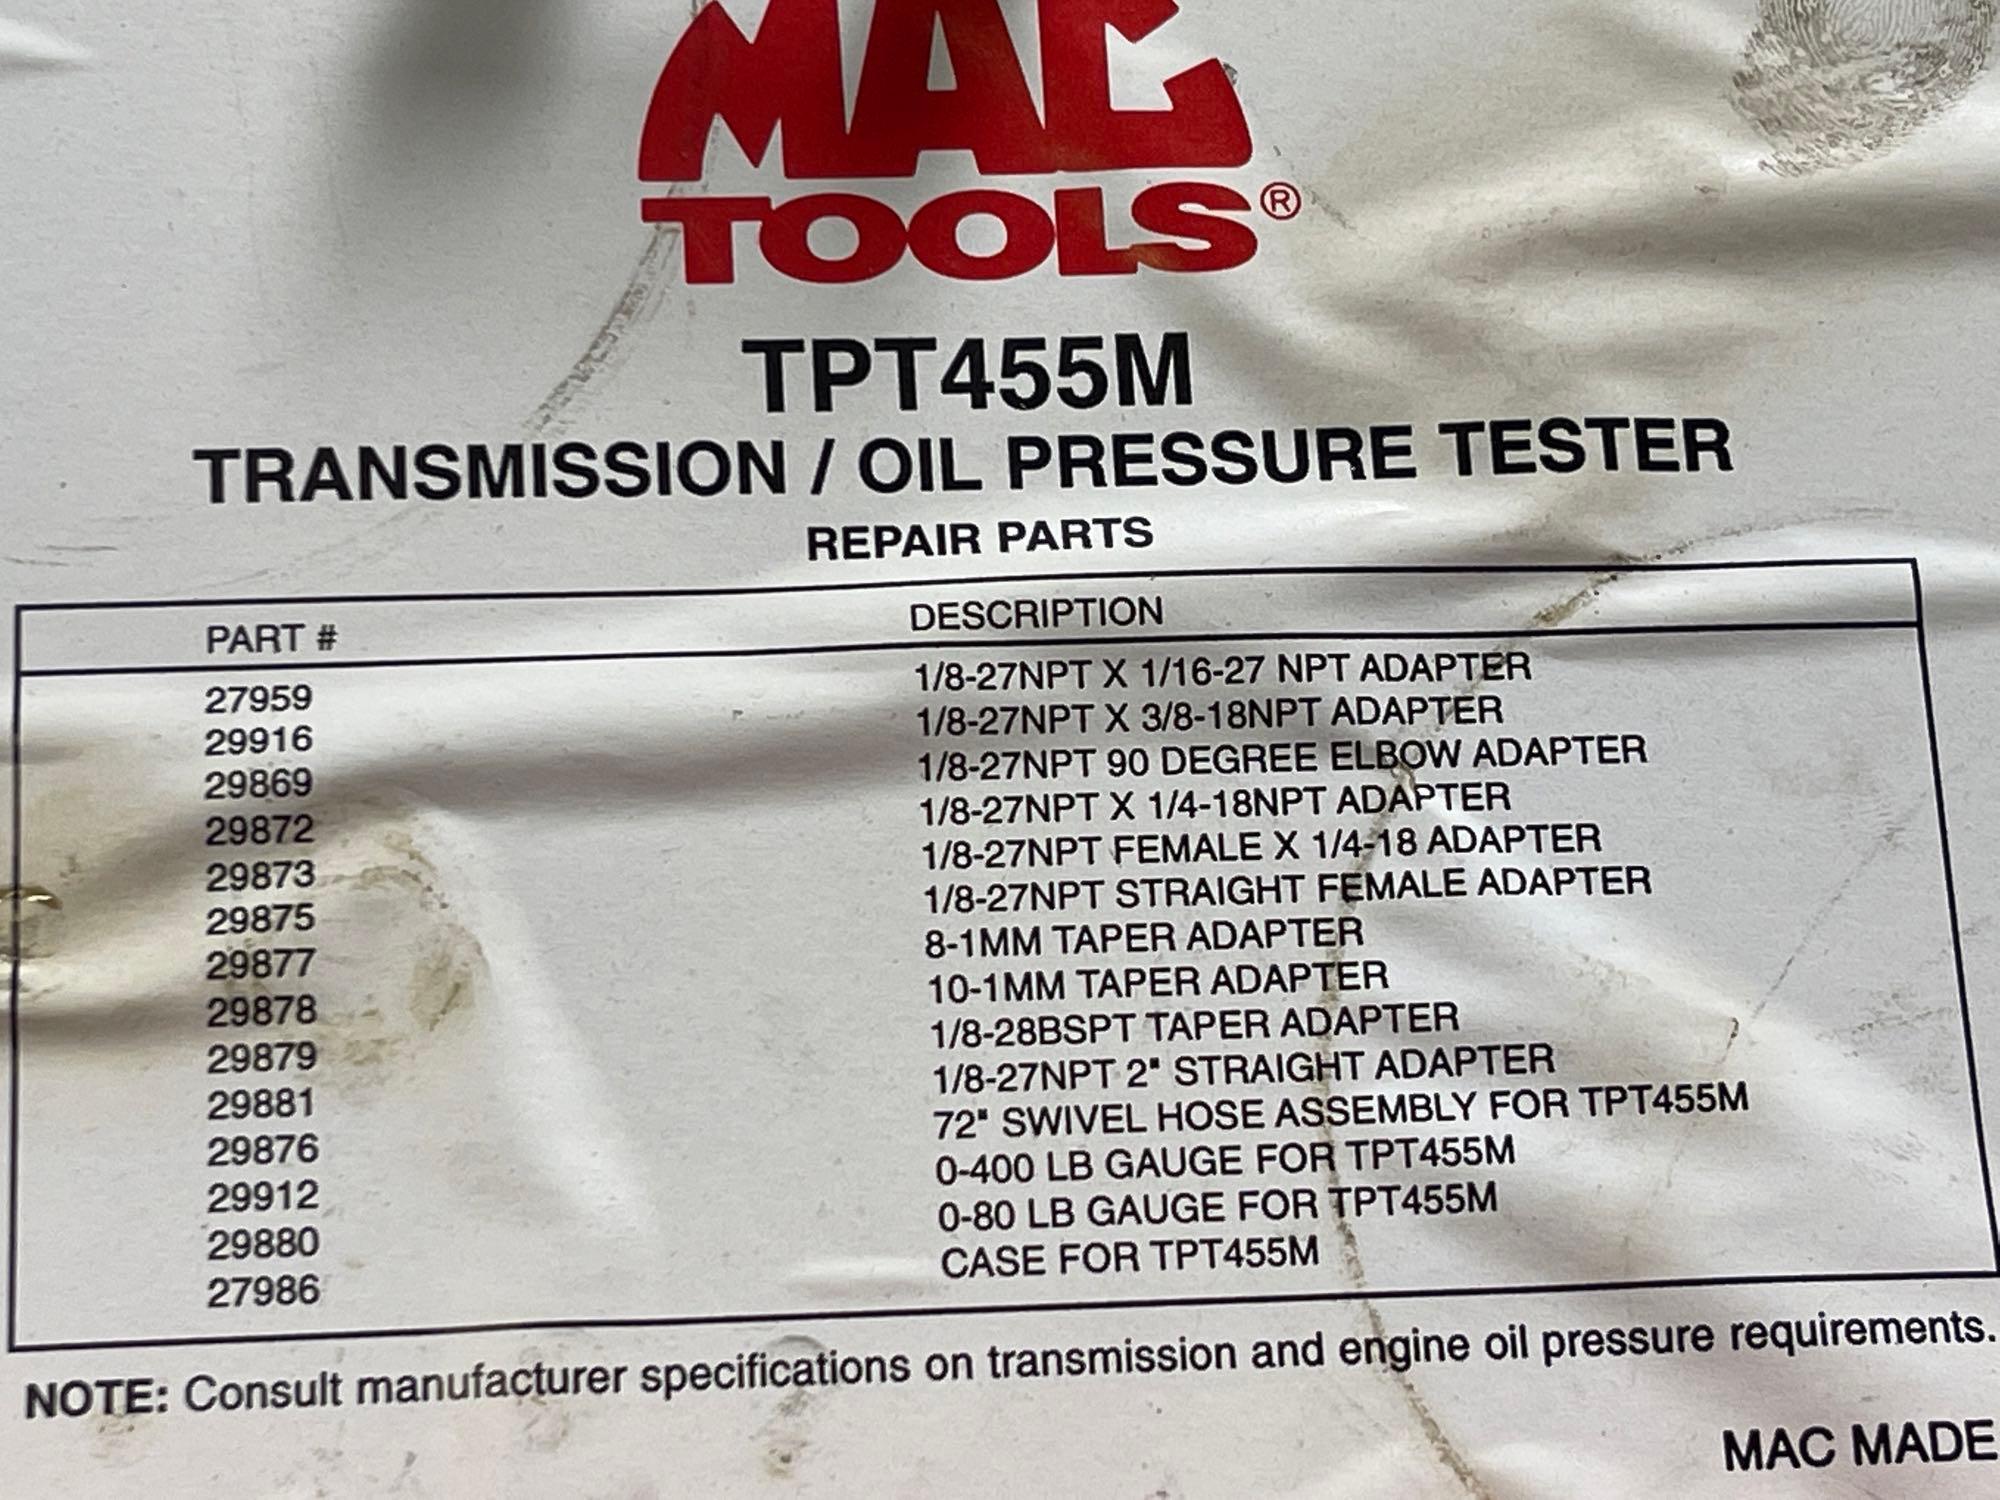 MAC
TOOLS®
TPT455M
TRANSMISSION / OIL PRESSURE TESTER
REPAIR PARTS
PART # DESCRIPTION
27959 1/8-27NPT X 1/16-27 NPT ADAPTER
29916 1/8-27NPT X 3/8-18NPT ADAPTER
29869 1/8-27NPT 90 DEGREE ELBOW ADAPTER
29872 1/8-27NPT X 1/4-18NPT ADAPTER
29873 1/8-27NPT FEMALE X 1/4-18 ADAPTER
29875 1/8-27NPT STRAIGHT FEMALE ADAPTER
29877 8-1MM TAPER ADAPTER
29878 10-1MM TAPER ADAPTER
29879 1/8-28BSPT TAPER ADAPTER
29881 1/8-27NPT 2" STRAIGHT ADAPTER
29876 72" SWIVEL HOSE ASSEMBLY FOR TPT455M
29912 0-400 LB GAUGE FOR TPT455M
29880 0-80 LB GAUGE FOR TPT455M
27986 CASE FOR TPT455M
NOTE: Consult manufacturer specifications on transmission and engine oil pressure requirements.
MAC MADE